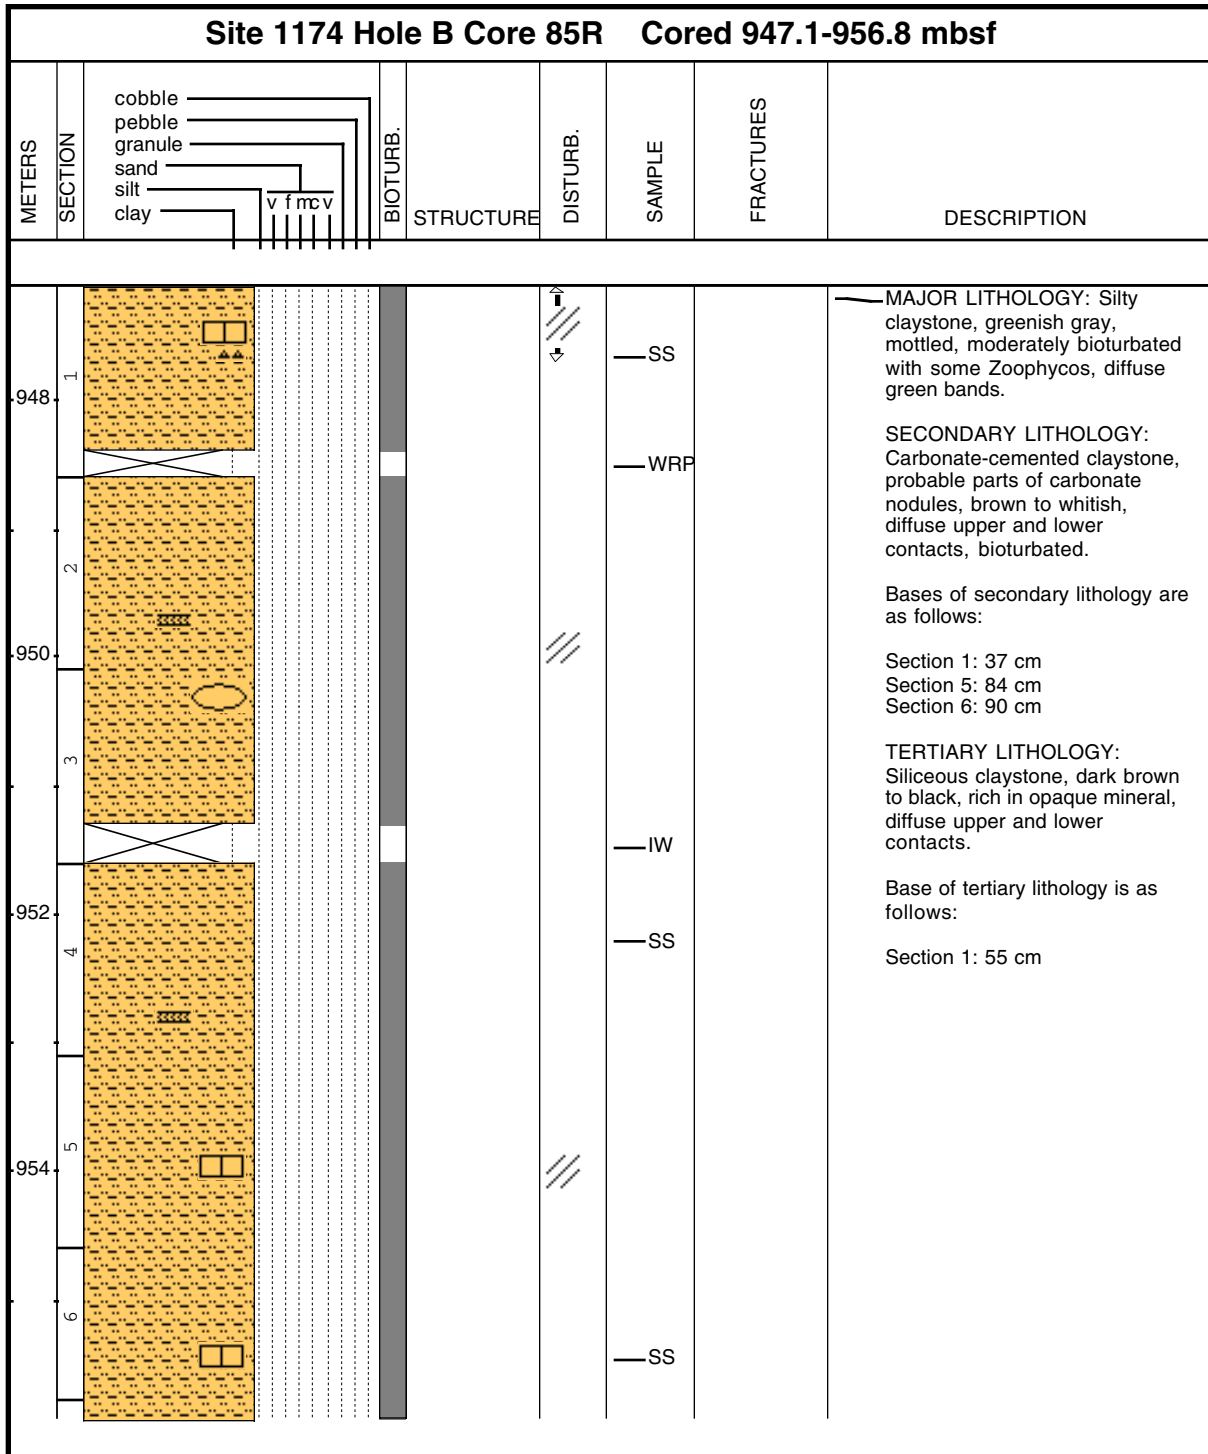 Site 1174 Hole B Core 85R Cored 947.1-956.8 mbsf
METERS
SECTION
cobble
pebble
granule
sand
silt
clay
v f m c v
BIOTURB.
STRUCTURE
DISTURB.
SAMPLE
FRACTURES
DESCRIPTION
948
950
952
954
1
2
3
4
5
6
SS
WRP
IW
SS
SS
MAJOR LITHOLOGY: Silty
claystone, greenish gray,
mottled, moderately bioturbated
with some Zoophycos, diffuse
green bands.
SECONDARY LITHOLOGY:
Carbonate-cemented claystone,
probable parts of carbonate
nodules, brown to whitish,
diffuse upper and lower
contacts, bioturbated.
Bases of secondary lithology are
as follows:
Section 1: 37 cm
Section 5: 84 cm
Section 6: 90 cm
TERTIARY LITHOLOGY:
Siliceous claystone, dark brown
to black, rich in opaque mineral,
diffuse upper and lower
contacts.
Base of tertiary lithology is as
follows:
Section 1: 55 cm